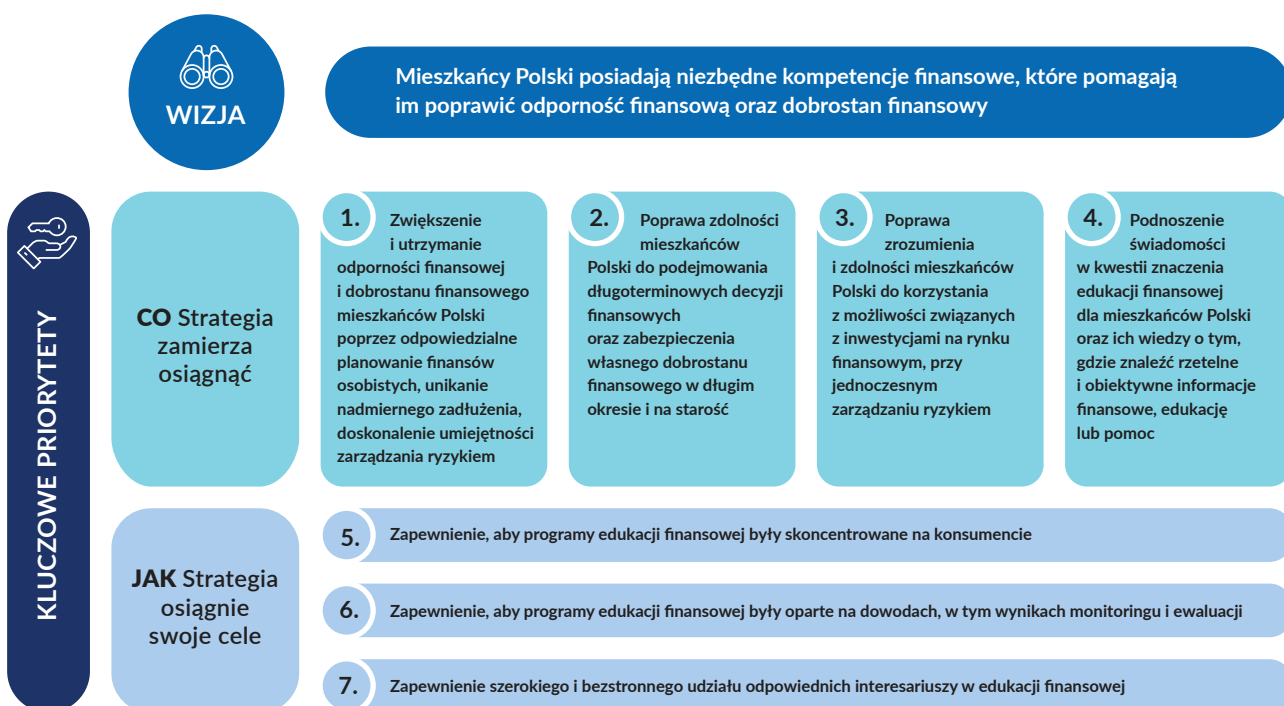 WIZJA
Mieszkańcy Polski posiadają niezbędne kompetencje finansowe, które pomagają
im poprawić odporność finansową oraz dobrostan finansowy
KLUCZOWE PRIORYTETY
CO Strategia
zamierza
osiągnąć
1. Zwiększenie
i utrzymanie
odporności finansowej
i dobrostanu finansowego
mieszkańców Polski
poprzez odpowiedzialne
planowanie finansów
osobistych, unikanie
nadmiernego zadłużenia,
doskonalenie umiejętności
zarządzania ryzykiem
2. Poprawa zdolności
mieszkańców
Polski do podejmowania
długoterminowych decyzji
finansowych
oraz zabezpieczenia
własnego dobrostanu
finansowego w długim
okresie i na starość
3. Poprawa
zrozumienia
i zdolności mieszkańców
Polski do korzystania
z możliwości związanych
z inwestycjami na rynku
finansowym, przy
jednoczesnym
zarządzaniu ryzykiem
4. Podnoszenie
świadomości
w kwestii znaczenia
edukacji finansowej
dla mieszkańców Polski
oraz ich wiedzy o tym,
gdzie znaleźć rzetelne
i obiektywne informacje
finansowe, edukację
lub pomoc
JAK Strategia
osiągnie
swoje cele
5. Zapewnienie, aby programy edukacji finansowej były skoncentrowane na konsumencie
6. Zapewnienie, aby programy edukacji finansowej były oparte na dowodach, w tym wynikach monitoringu i ewaluacji
7. Zapewnienie szerokiego i bezstronnego udziału odpowiednich interesariuszy w edukacji finansowej